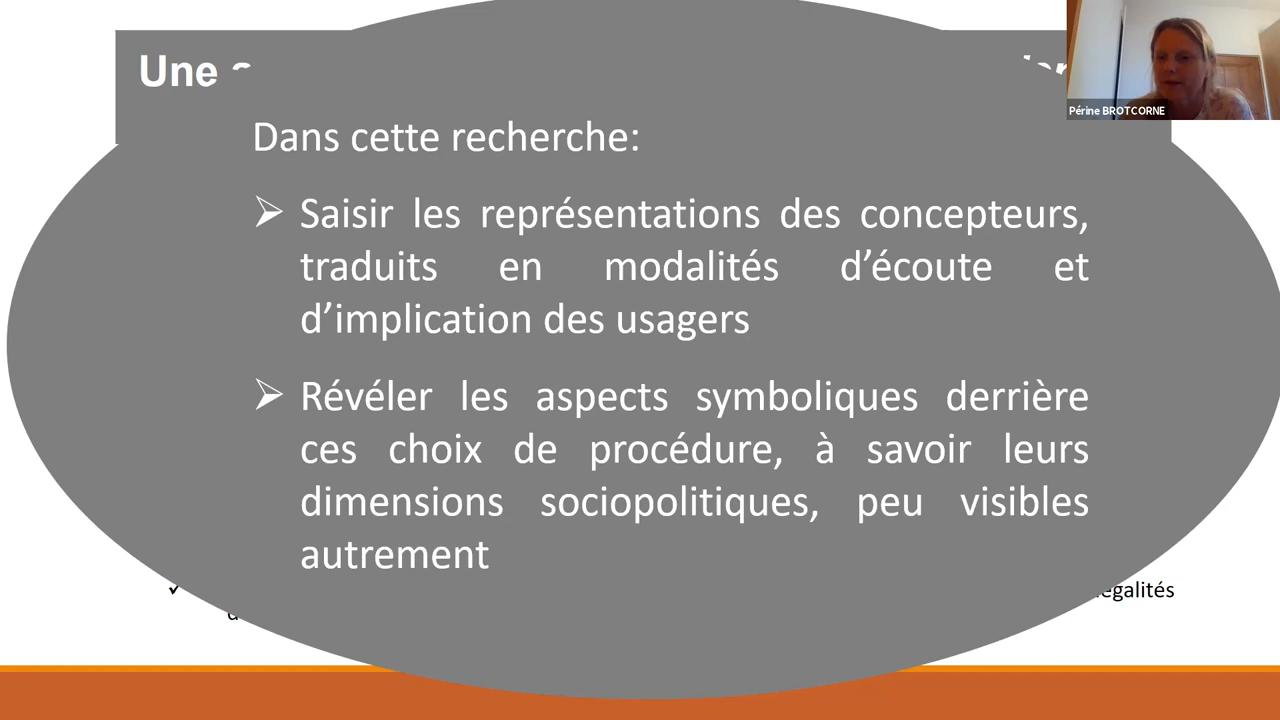 Une
Périne BROTCORNE
Dans cette recherche:
➢ Saisir les représentations des concepteurs,
traduits en modalités d’écoute et
d’implication des usagers
➢ Révéler les aspects symboliques derrière
ces choix de procédure, à savoir leurs
dimensions sociopolitiques, peu visibles
autrement